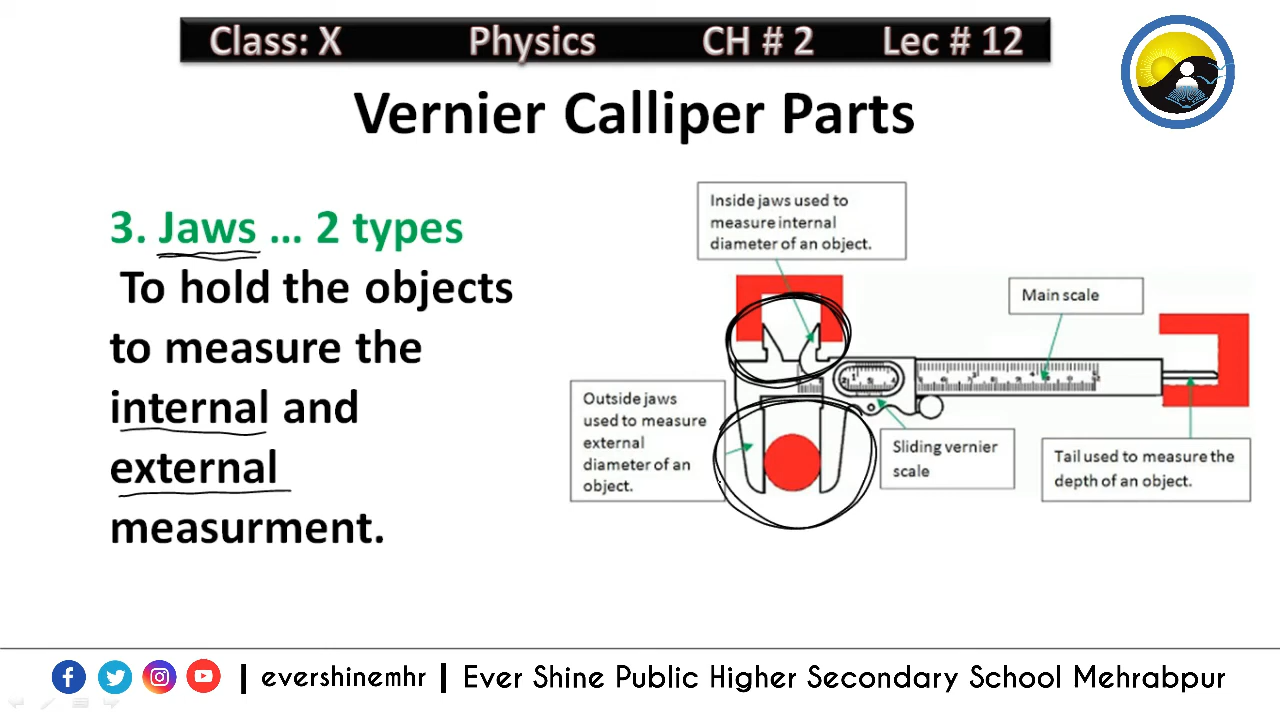 Class: X Physics CH # 2 Lec # 12
Vernier Calliper Parts
3. Jaws ... 2 types
To hold the objects
to measure the
internal and
external
measurment.
Inside jaws used to
measure internal
diameter of an object.
Main scale
Outside jaws
used to measure
external
diameter of an
object.
Sliding vernier
scale
Tail used to measure the
depth of an object.
| evershinemhr | Ever Shine Public Higher Secondary School Mehrabpur